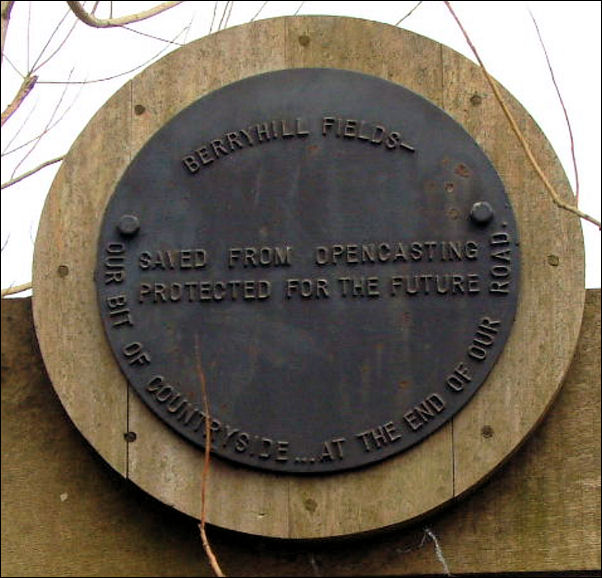 BERRYHILL FIELDS—
SAVED FROM OPENCASTING
PROTECTED FOR THE FUTURE
OUR BIT OF COUNTRYSIDE...AT THE END OF OUR ROAD.